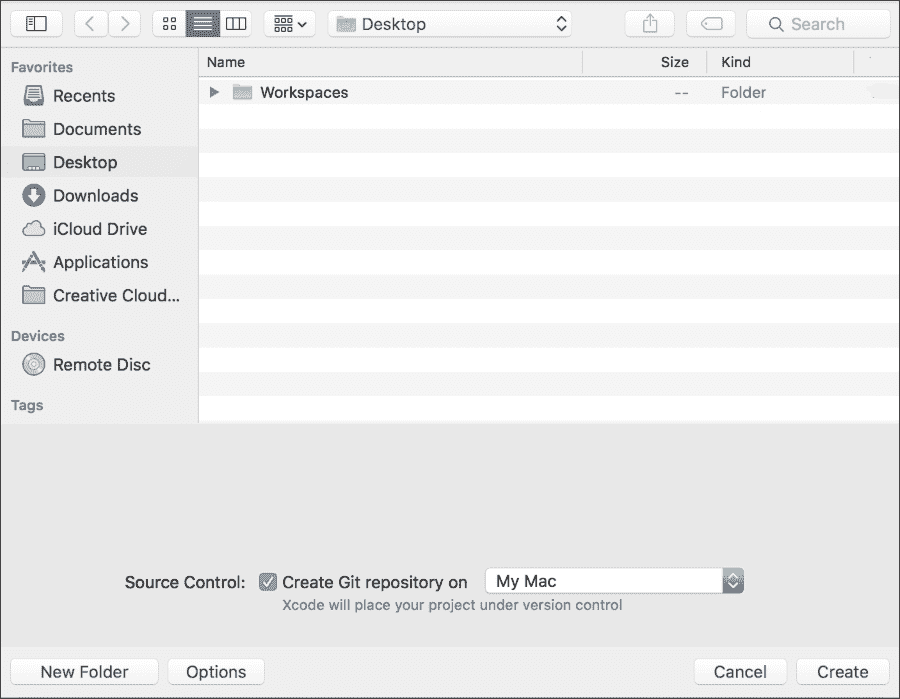 Desktop
Search
Favorites
Recents
Documents
Desktop
Downloads
iCloud Drive
Applications
Creative Cloud...
Devices
Remote Disc
Tags
Name Size Kind
Workspaces -- Folder
Source Control: Create Git repository on My Mac
Xcode will place your project under version control
New Folder Options Cancel Create